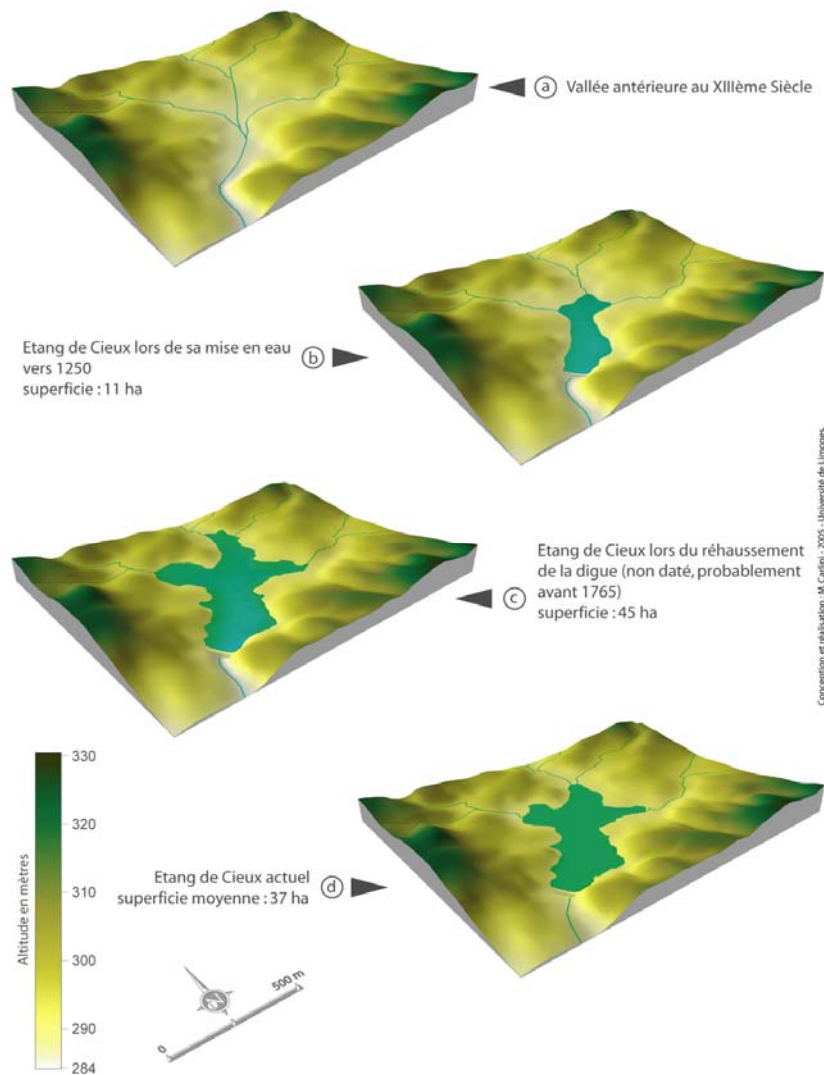 a Vallée antérieure au XIIIème Siècle
Etang de Cieux lors de sa mise en eau
vers 1250
superficie : 11 ha
b
Etang de Cieux lors du réhaussement
de la digue (non daté, probablement
avant 1765)
superficie : 45 ha
c
Conception et réalisation : M. Carlini - 2005 - Université de Limoges
Etang de Cieux actuel
superficie moyenne : 37 ha
d
Altitude en mètres
330
320
310
300
290
284
N
0
500 m